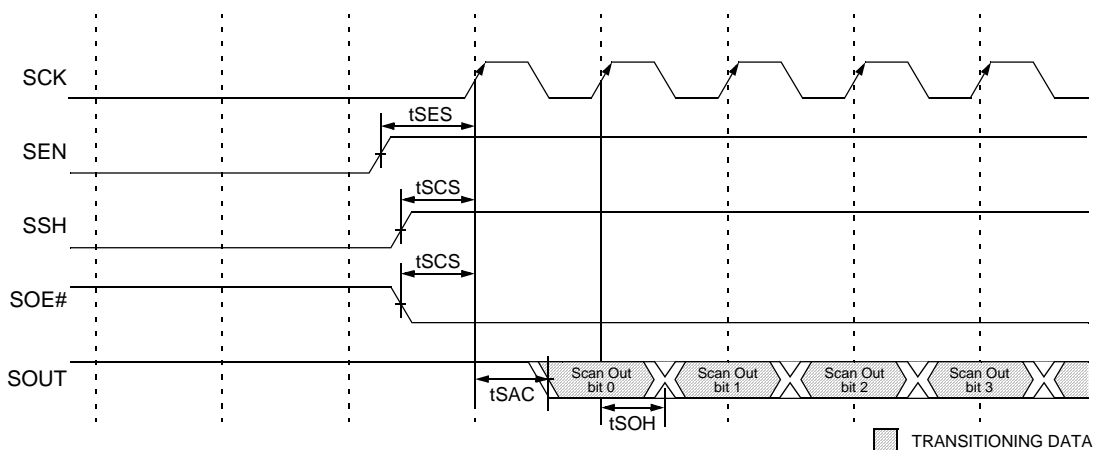 SCK
tSES
SEN
tSCS
SSH
tSCS
SOE#
SOUT
Scan Out
bit 0
Scan Out
bit 1
Scan Out
bit 2
Scan Out
bit 3
tSAC
tSOH
TRANSITIONING DATA